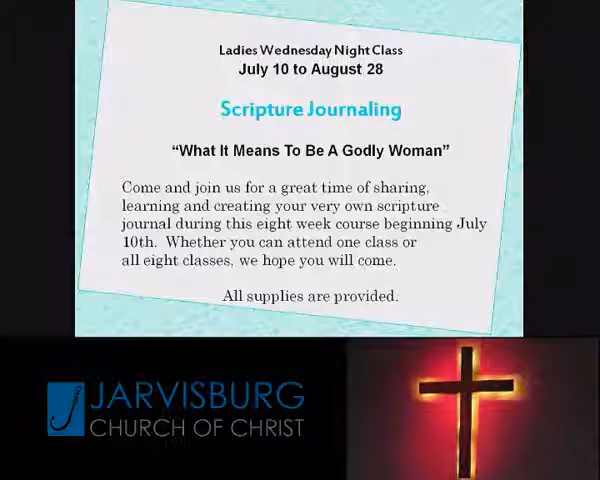 Ladies Wednesday Night Class
July 10 to August 28
Scripture Journaling
“What It Means To Be A Godly Woman”
Come and join us for a great time of sharing,
learning and creating your very own scripture
journal during this eight week course beginning July
10th. Whether you can attend one class or
all eight classes, we hope you will come.
All supplies are provided.
JARVISBURG
CHURCH OF CHRIST